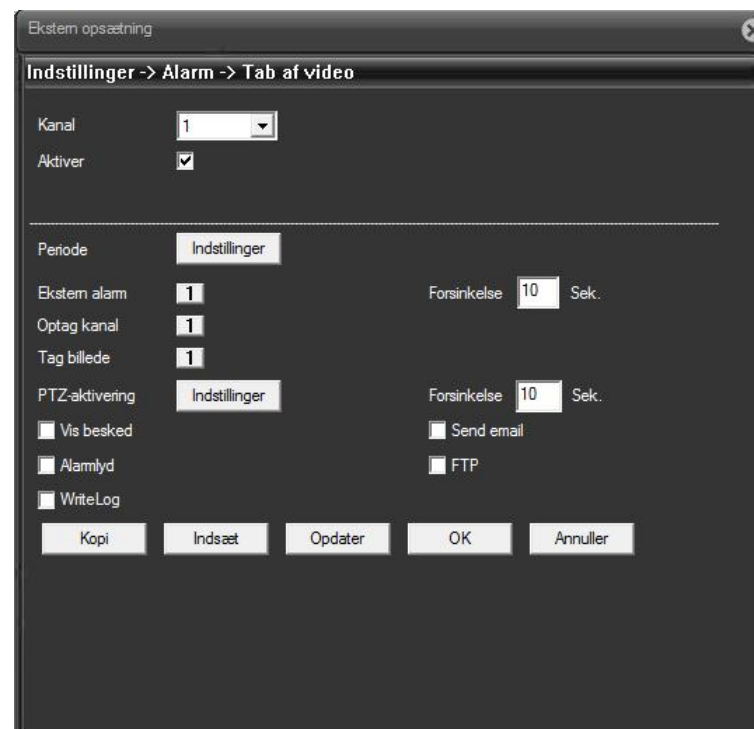 Ekstern opsætning
Indstillinger -> Alarm -> Tab af video
Kanal 1
Aktiver
Periode Indstillinger
Ekstern alarm 1 Forsinkelse 10 Sek.
Optag kanal 1
Tag billede 1
PTZ-aktivering Indstillinger Forsinkelse 10 Sek.
Vis besked Send email
Alarmlyd FTP
WriteLog
Kopi Indsæt Opdater OK Annuller